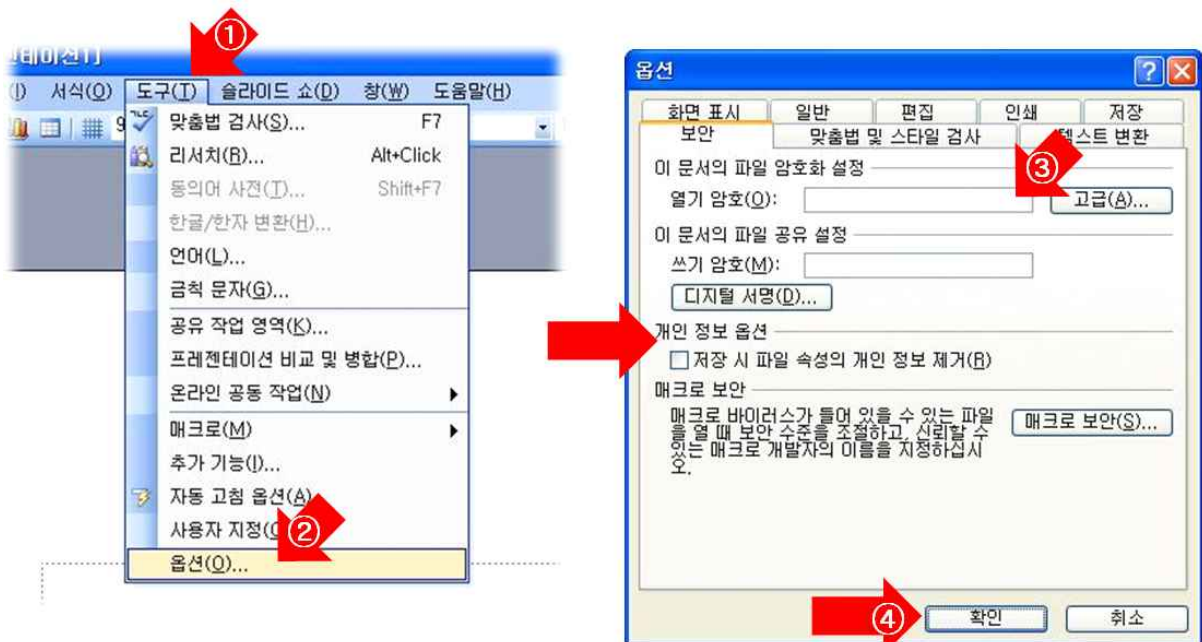 ①
서식(O) 도구(T) 슬라이드 쇼(D) 창(W) 도움말(H)
맞춤법 검사(S)... F7
리서치(R)... Alt+Click
동의어 사전(T)... Shift+F7
한글/한자 변환(H)...
언어(L)...
금칙 문자(G)...
공유 작업 영역(K)...
프레젠테이션 비교 및 병합(P)...
온라인 공동 작업(N)
매크로(M)
추가 기능(I)...
자동 고침 옵션(A)
사용자 지정
②
옵션(O)...
옵션
화면 표시 일반 편집 인쇄 저장
보안 맞춤법 및 스타일 검사 텍스트 변환
③
이 문서의 파일 암호화 설정
열기 암호(O): 고급(A)...
이 문서의 파일 공유 설정
쓰기 암호(M):
디지털 서명(D)...
개인 정보 옵션
저장 시 파일 속성의 개인 정보 제거(R)
매크로 보안
매크로 바이러스가 들어 있을 수 있는 파일
을 열 때 보안 수준을 조절하고, 신뢰할 수
있는 매크로 개발자의 이름을 지정하십시
오.
매크로 보안(S)...
④
확인 취소